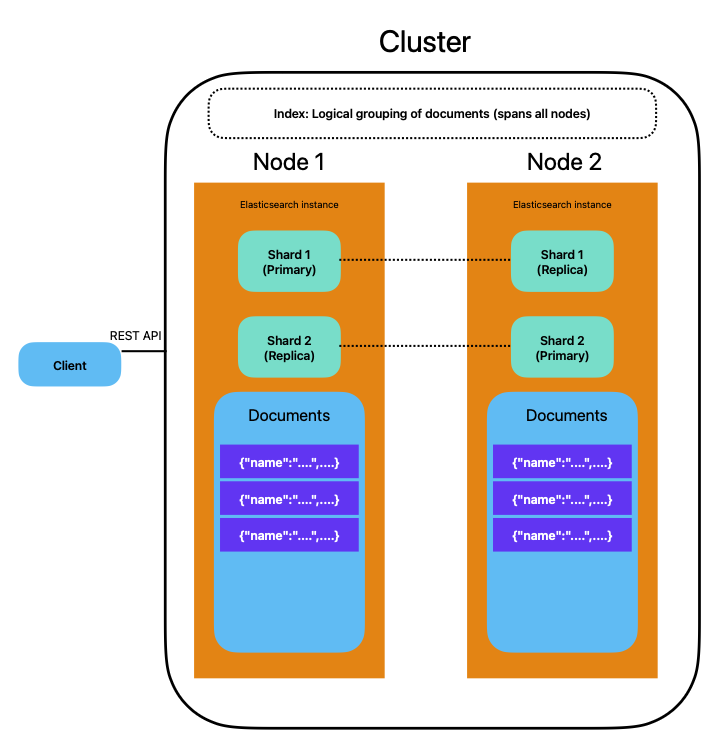 Cluster
Index: Logical grouping of documents (spans all nodes)
Node 1
Node 2
Elasticsearch instance
Elasticsearch instance
Shard 1
(Primary)
Shard 1
(Replica)
REST API
Client
Shard 2
(Replica)
Shard 2
(Primary)
Documents
Documents
{"name":"....",....}
{"name":"....",....}
{"name":"....",....}
{"name":"....",....}
{"name":"....",....}
{"name":"....",....}